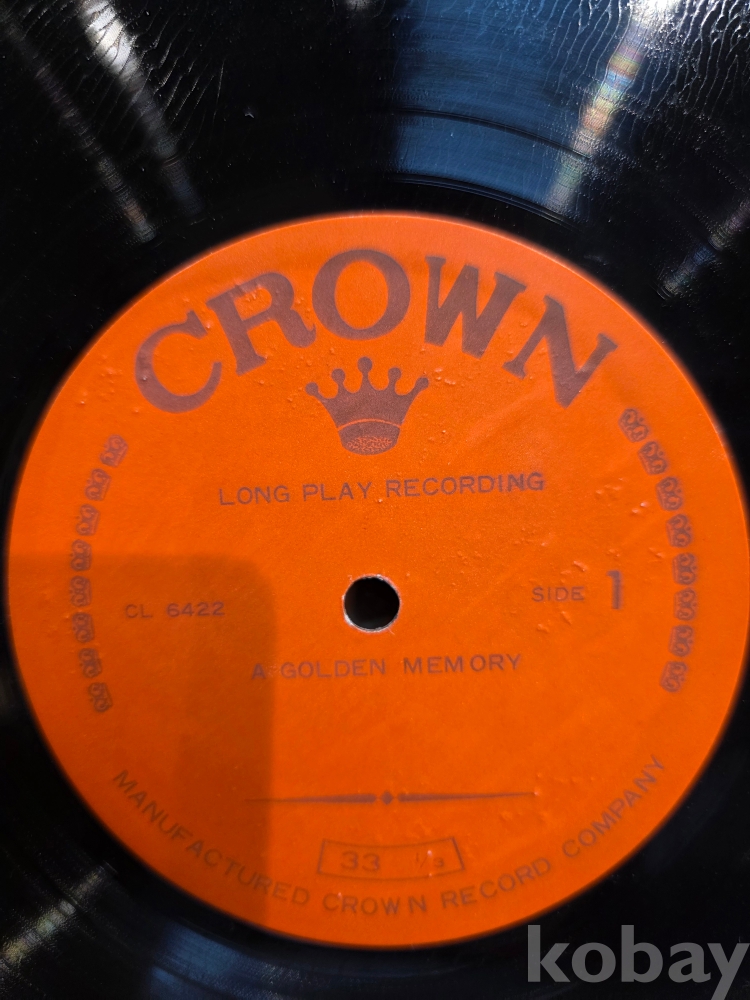 CROWN
LONG PLAY RECORDING
CL 6422
SIDE 1
A GOLDEN MEMORY
33 1/3
MANUFACTURED CROWN RECORD COMPANY
kobay